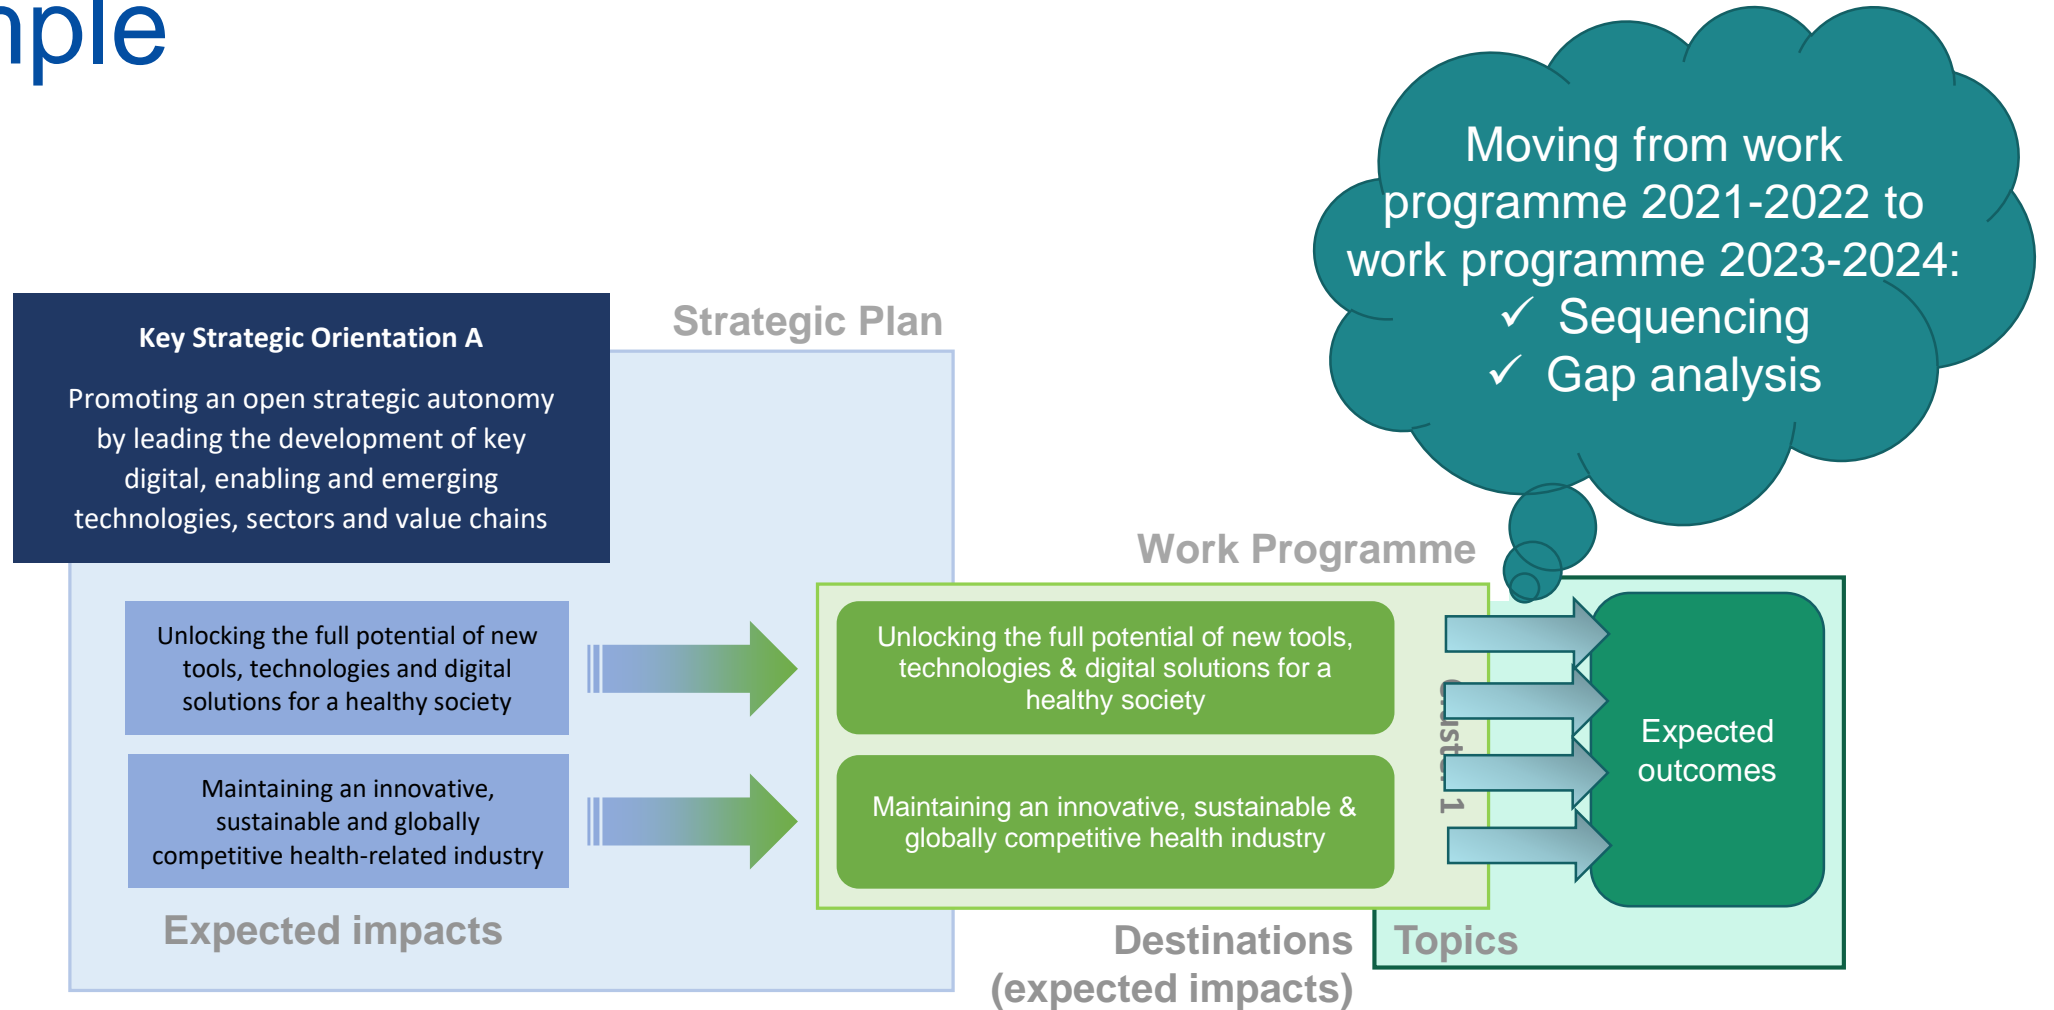 mple
Moving from work
programme 2021-2022 to
work programme 2023-2024:
✓ Sequencing
✓ Gap analysis
Strategic Plan
Key Strategic Orientation A
Promoting an open strategic autonomy
by leading the development of key
digital, enabling and emerging
technologies, sectors and value chains
Work Programme
Unlocking the full potential of new
tools, technologies and digital
solutions for a healthy society
Maintaining an innovative,
sustainable and globally
competitive health-related industry
Expected impacts
Unlocking the full potential of new tools,
technologies & digital solutions for a
healthy society
Maintaining an innovative, sustainable &
globally competitive health industry
Cluster 1
Destinations
(expected impacts)
Expected
outcomes
Topics